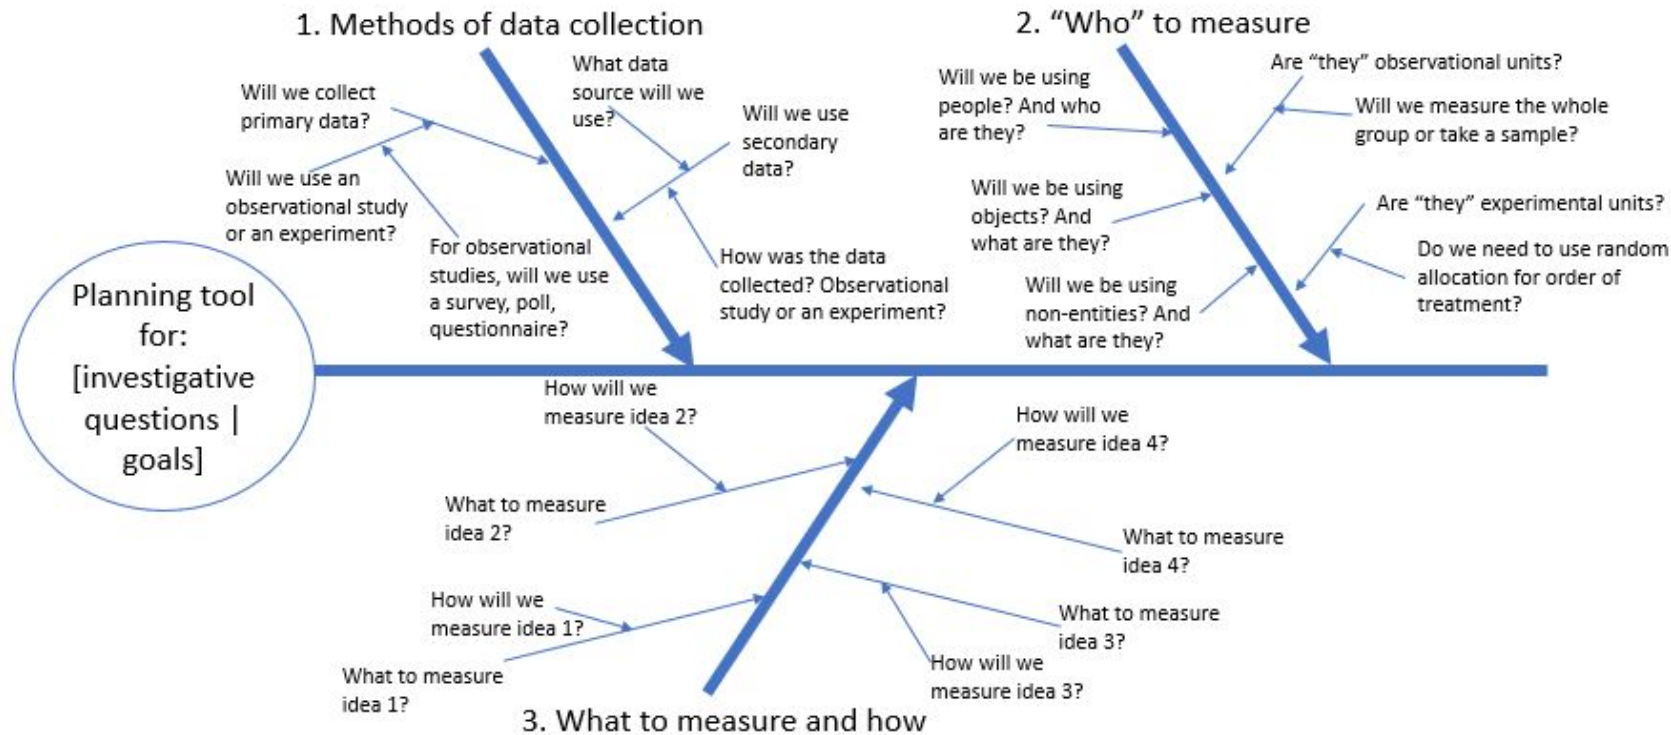 1. Methods of data collection
Will we collect
primary data?
What data
source will we
use?
Will we use
secondary
data?
Will we use an
observational study
or an experiment?
For observational
studies, will we use
a survey, poll,
questionnaire?
How was the data
collected? Observational
study or an experiment?
2. “Who” to measure
Will we be using
people? And who
are they?
Are “they” observational units?
Will we measure the whole
group or take a sample?
Will we be using
objects? And
what are they?
Are “they” experimental units?
Do we need to use random
allocation for order of
treatment?
Will we be using
non-entities? And
what are they?
Planning tool
for:
[investigative
questions |
goals]
How will we
measure idea 2?
What to measure
idea 2?
How will we
measure idea 4?
What to measure
idea 4?
How will we
measure idea 1?
What to measure
idea 1?
What to measure
idea 3?
How will we
measure idea 3?
3. What to measure and how